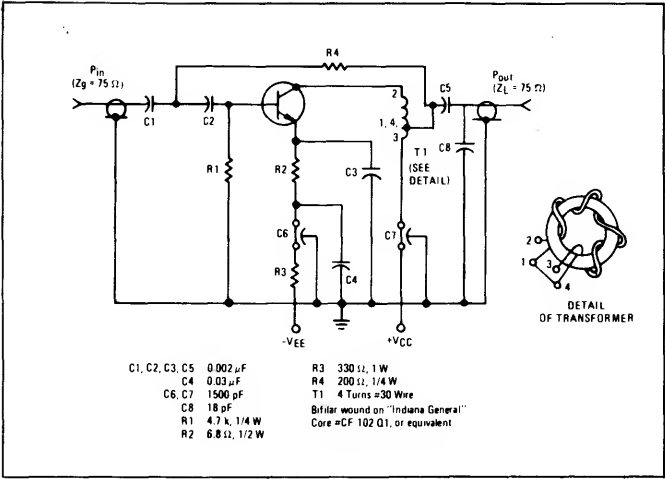 R4
Pin
(Zg = 75 Ω)
Pout
(ZL = 75 Ω)
C1
C2
2
C5
1, 4,
3
T1
(SEE
DETAIL)
C8
R1
R2
C3
C6
C7
C4
R3
2
1
3
4
DETAIL
OF TRANSFORMER
-VEE
+VCC
C1, C2, C3, C5 0.002 μF
C4 0.03 μF
C6, C7 1500 pF
C8 18 pF
R1 4.7 k, 1/4 W
R2 6.8 Ω, 1/2 W
R3 330 Ω, 1 W
R4 200 Ω, 1/4 W
T1 4 Turns #30 Wire
Bifilar wound on "Indiana General"
Core #CF 102 Q1, or equivalent